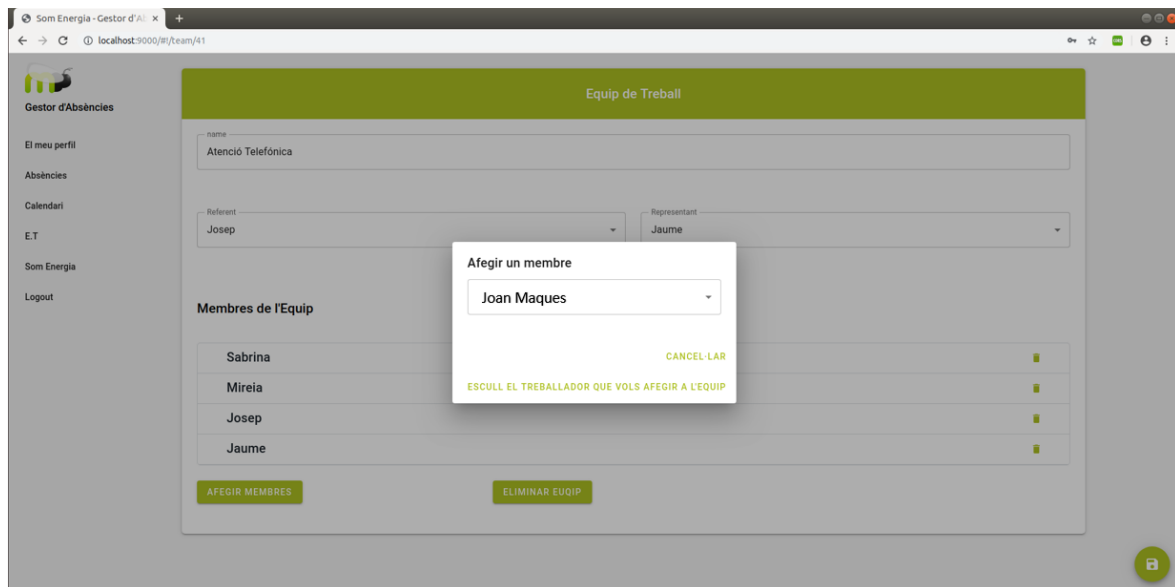 Som Energia - Gestor d'A
localhost:9000/#!/team/41
Gestor d'Absències
El meu perfil
Absències
Calendari
E.T
Som Energia
Logout
Equip de Treball
name
Atenció Telefónica
Referent
Josep
Representant
Jaume
Afegir un membre
Joan Maques
CANCEL·LAR
ESCULL EL TREBALLADOR QUE VOLS AFEGIR A L'EQUIP
Membres de l'Equip
Sabrina
Mireia
Josep
Jaume
AFEGIR MEMBRES
ELIMINAR EUQIP